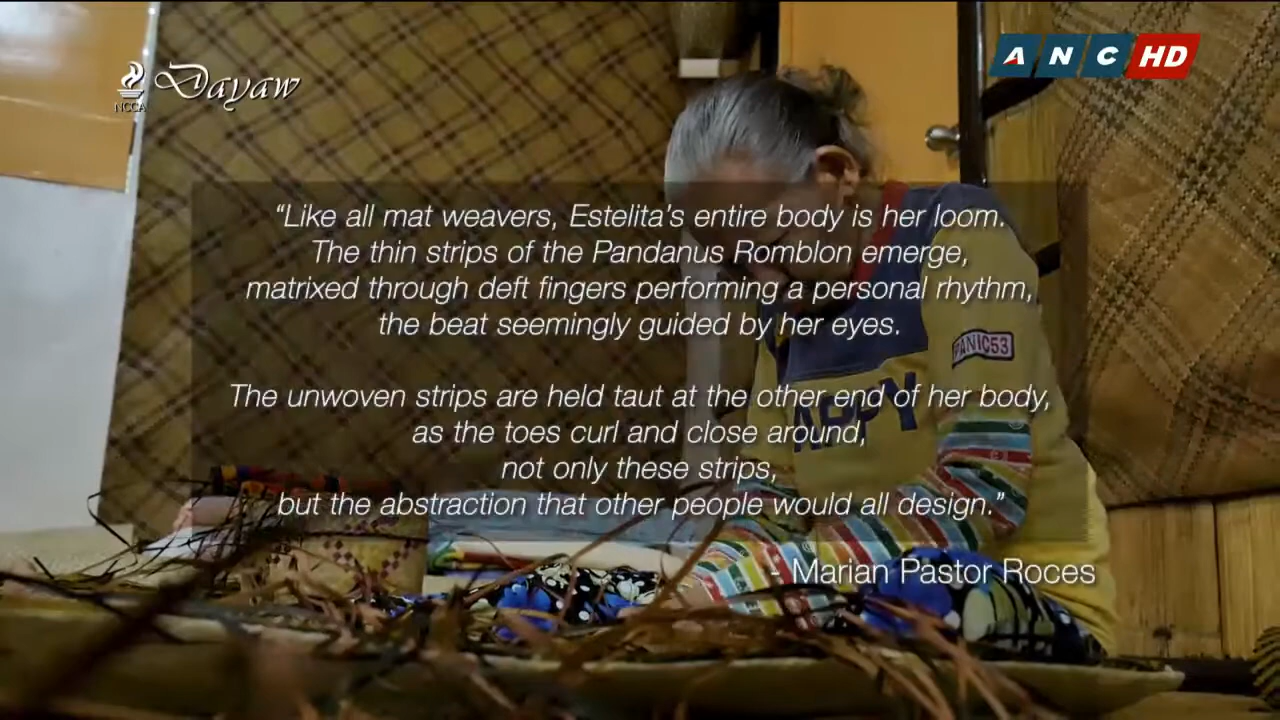 NCCA
Dayaw
ANC HD
“Like all mat weavers, Estelita’s entire body is her loom.
The thin strips of the Pandanus Romblon emerge,
matrixed through deft fingers performing a personal rhythm,
the beat seemingly guided by her eyes.
The unwoven strips are held taut at the other end of her body,
as the toes curl and close around,
not only these strips,
but the abstraction that other people would all design.”
- Marian Pastor Roces
PANIC53
APPY